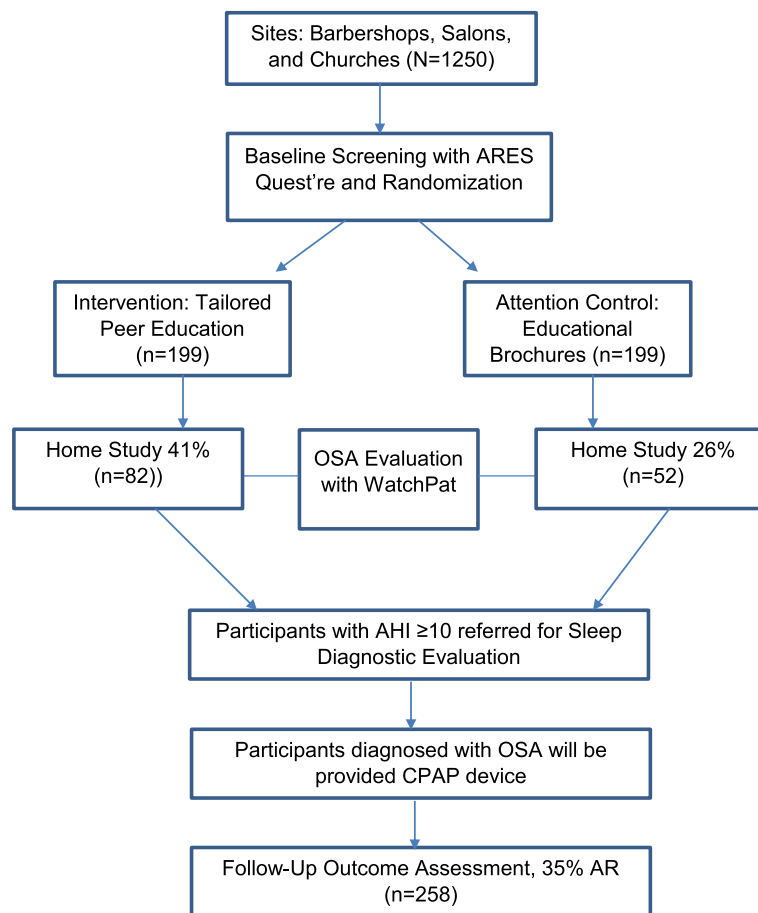 Sites: Barbershops, Salons,
and Churches (N=1250)
Baseline Screening with ARES
Quest’re and Randomization
Intervention: Tailored
Peer Education
(n=199)
Attention Control:
Educational
Brochures (n=199)
Home Study 41%
(n=82))
OSA Evaluation
with WatchPat
Home Study 26%
(n=52)
Participants with AHI ≥10 referred for Sleep
Diagnostic Evaluation
Participants diagnosed with OSA will be
provided CPAP device
Follow-Up Outcome Assessment, 35% AR
(n=258)